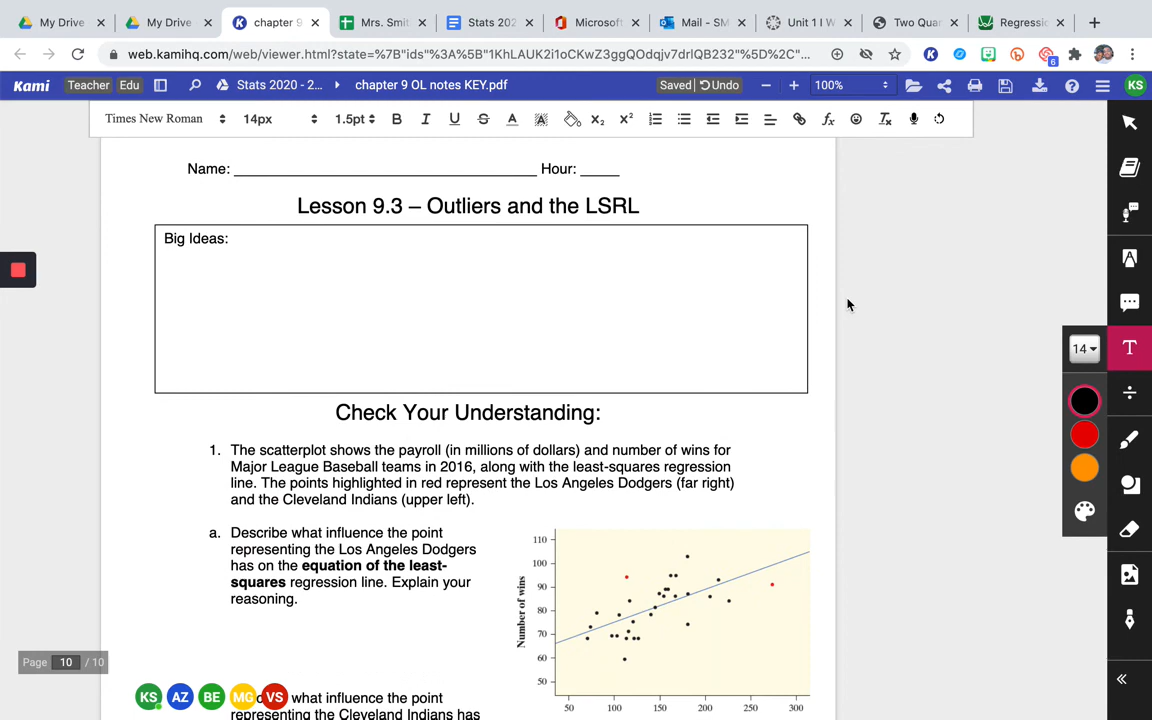 My Drive
My Drive
chapter 9
Mrs. Smit
Stats 202
Microsoft
Mail - SM
Unit 1 I W
Two Quar
Regressi
web.kamihq.com/web/viewer.html?state=%7B"ids"%3A%5B"1KhLAUK2i1oCKwZ3ggQOdqjv7drlQB232"%5D%2C"...
6
Kami
Teacher
Edu
Stats 2020 - 2...
chapter 9 OL notes KEY.pdf
Saved
Undo
100%
KS
Times New Roman
14px
1.5pt
B I U S A
Name: ____________________ Hour: _____
Lesson 9.3 – Outliers and the LSRL
Big Ideas:
14
T
Check Your Understanding:
1. The scatterplot shows the payroll (in millions of dollars) and number of wins for
Major League Baseball teams in 2016, along with the least-squares regression
line. The points highlighted in red represent the Los Angeles Dodgers (far right)
and the Cleveland Indians (upper left).
a. Describe what influence the point
representing the Los Angeles Dodgers
has on the equation of the least-
squares regression line. Explain your
reasoning.
Number of wins
110
100
90
80
70
60
50
50 100 150 200 250 300
Page 10 / 10
KS AZ BE MG VS
what influence the point
representing the Cleveland Indians has